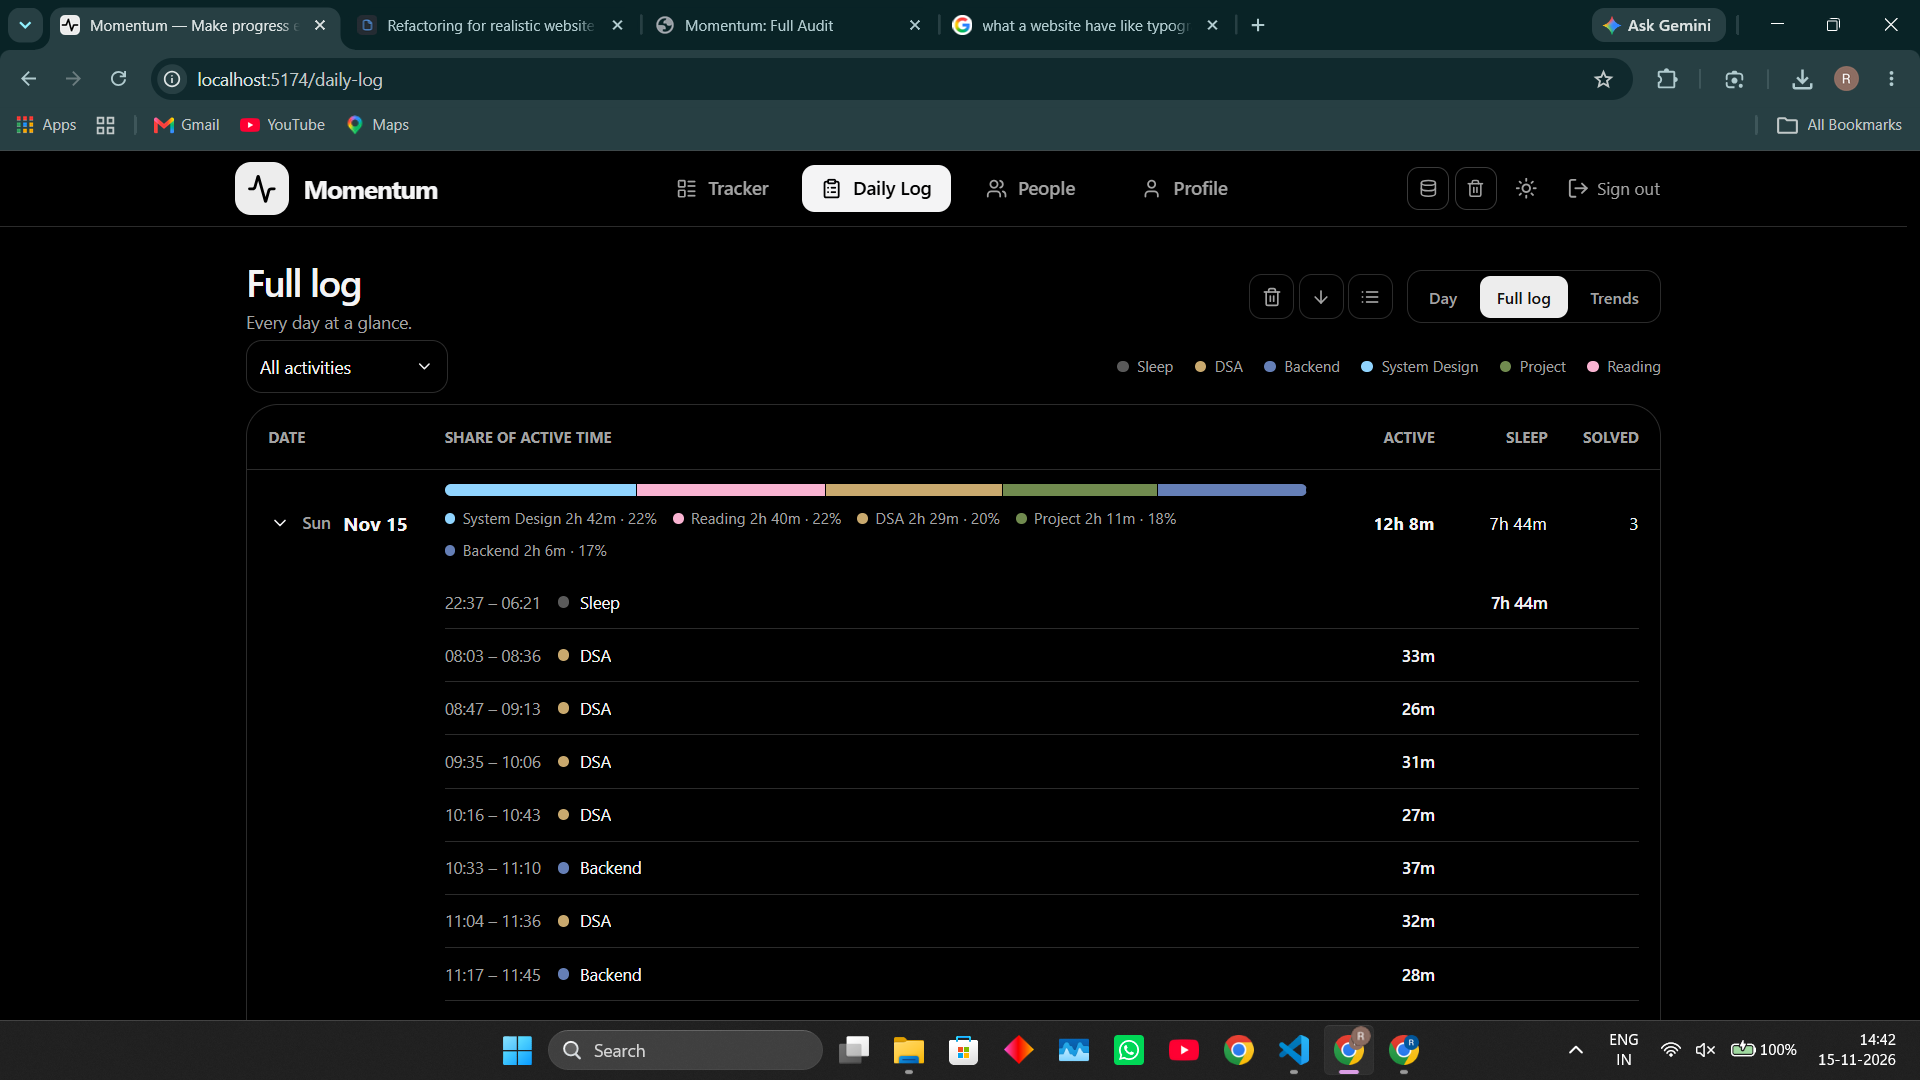 Momentum — Make progress e
Refactoring for realistic website
Momentum: Full Audit
what a website have like typogr
Ask Gemini
localhost:5174/daily-log
R
Apps
Gmail
YouTube
Maps
All Bookmarks
Momentum
Tracker
Daily Log
People
Profile
Sign out
Full log
Every day at a glance.
Day
Full log
Trends
All activities
Sleep
DSA
Backend
System Design
Project
Reading
DATE
SHARE OF ACTIVE TIME
ACTIVE
SLEEP
SOLVED
Sun Nov 15
System Design 2h 42m · 22%
Reading 2h 40m · 22%
DSA 2h 29m · 20%
Project 2h 11m · 18%
Backend 2h 6m · 17%
12h 8m
7h 44m
3
22:37 – 06:21 Sleep 7h 44m
08:03 – 08:36 DSA 33m
08:47 – 09:13 DSA 26m
09:35 – 10:06 DSA 31m
10:16 – 10:43 DSA 27m
10:33 – 11:10 Backend 37m
11:04 – 11:36 DSA 32m
11:17 – 11:45 Backend 28m
Search
R
R
ENG
IN
100%
14:42
15-11-2026